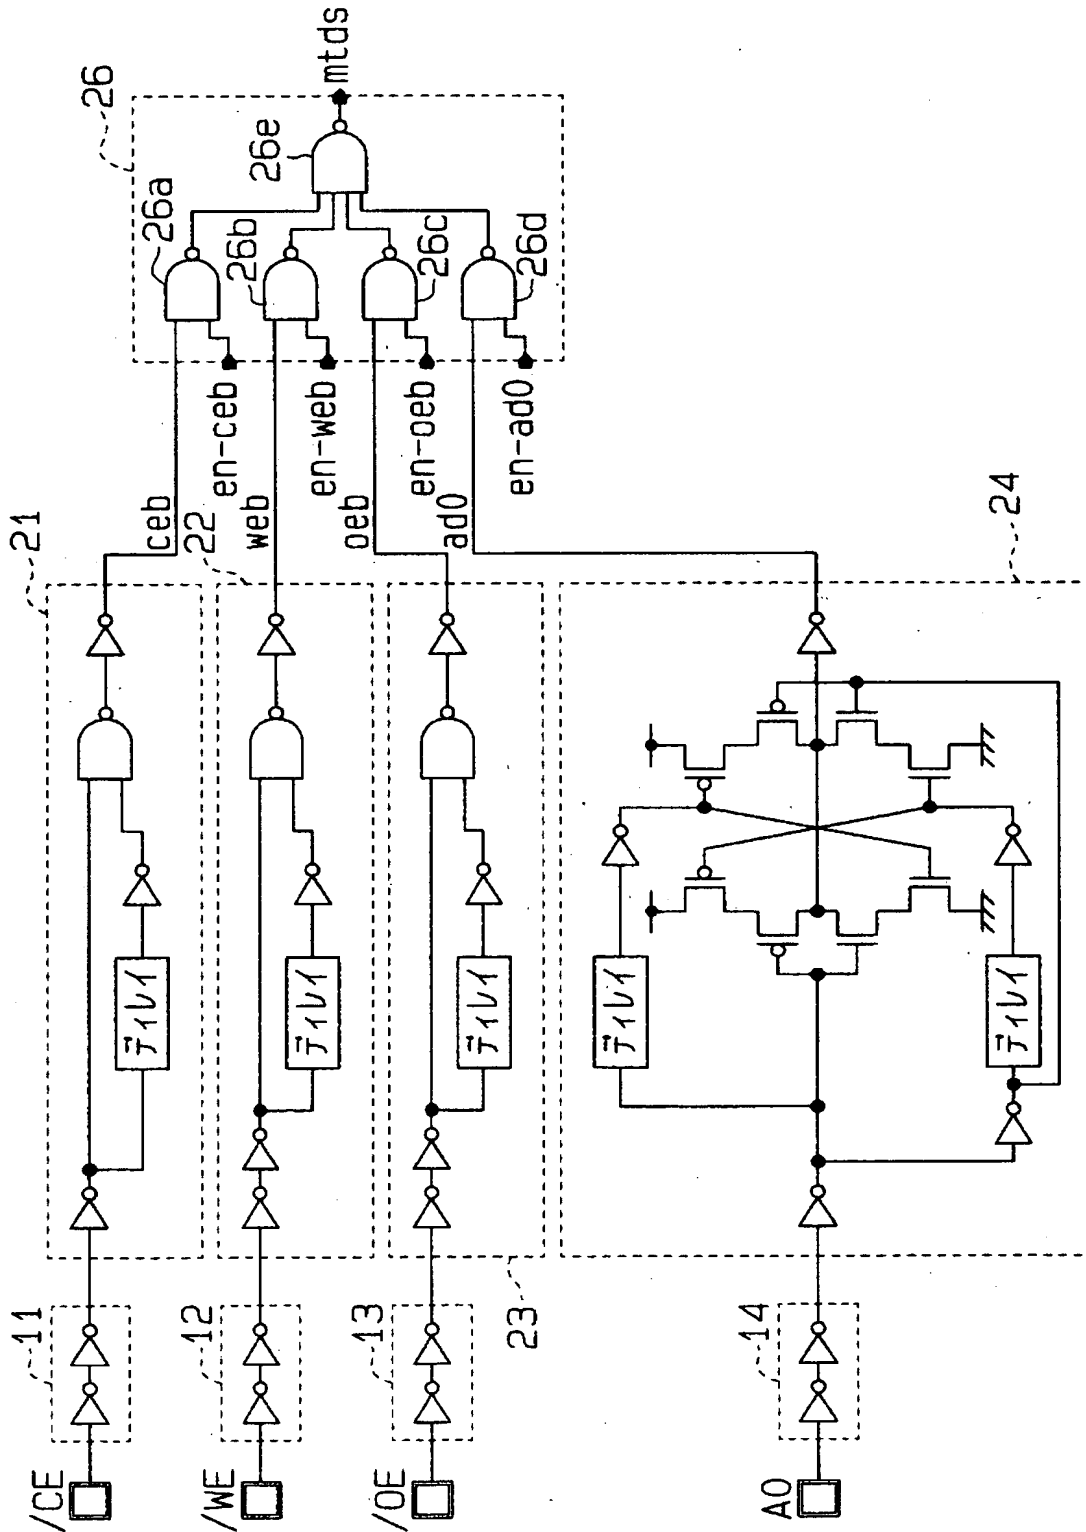 /CE
11
21
ディレイ
ceb
/WE
12
ディレイ
22
web
/OE
13
23
ディレイ
oeb
A0
14
24
ディレイ
ディレイ
ad0
26
26a
en-ceb
26b
en-web
26c
en-oeb
26d
en-ad0
26e
mtds